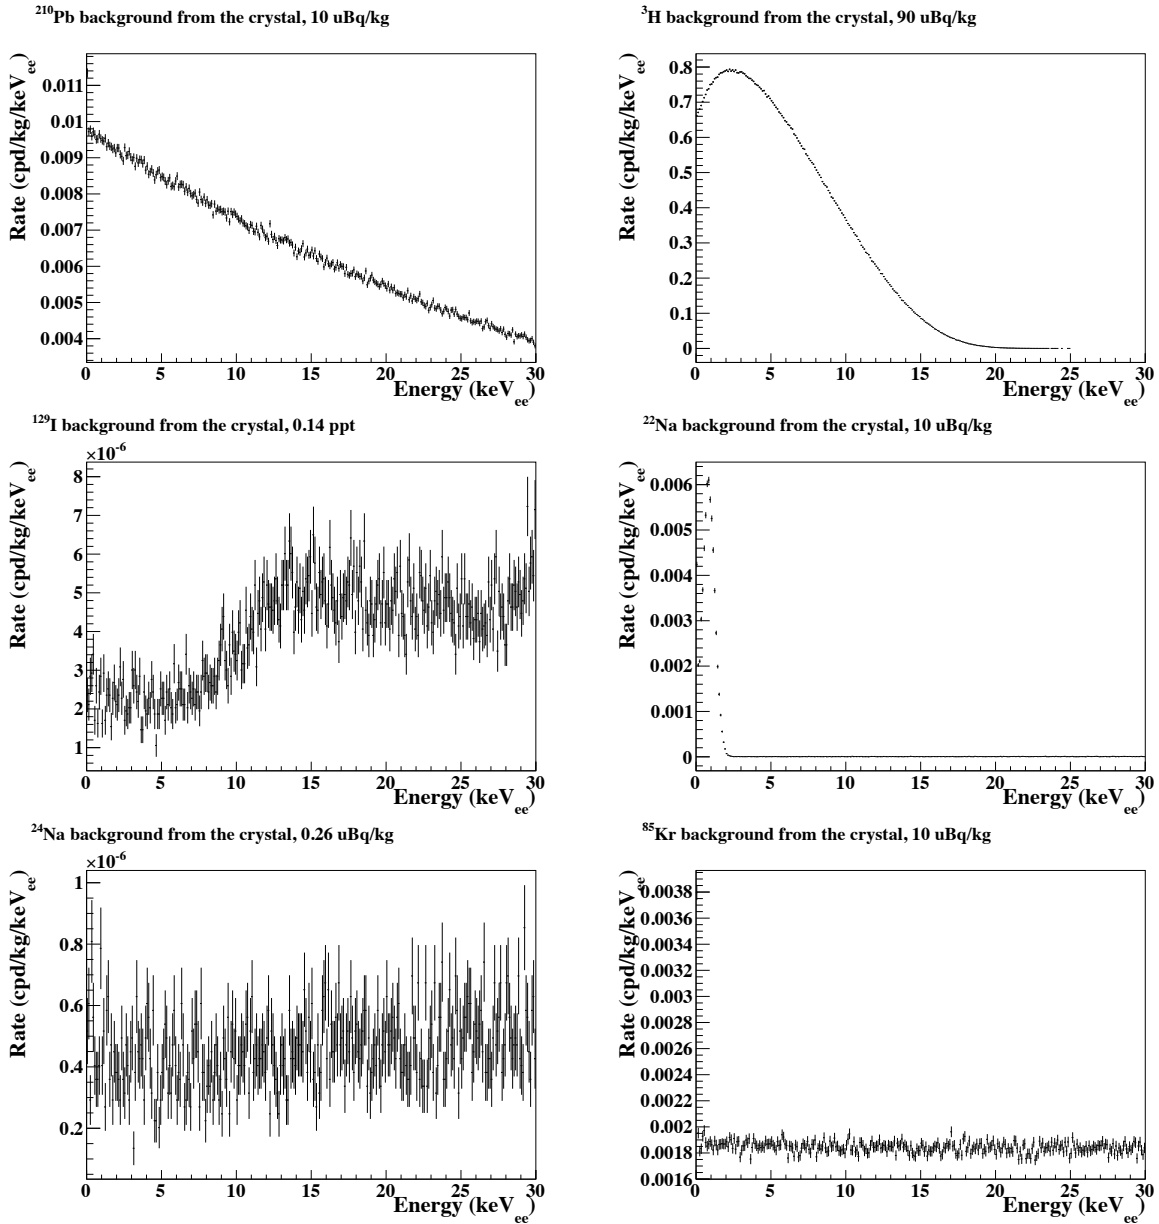 ²¹⁰Pb background from the crystal, 10 uBq/kg
Rate (cpd/kg/keVee)
0.011
0.01
0.009
0.008
0.007
0.006
0.005
0.004
0 5 10 15 20 25 30
Energy (keVee)
³H background from the crystal, 90 uBq/kg
Rate (cpd/kg/keVee)
0.8
0.7
0.6
0.5
0.4
0.3
0.2
0.1
0
0 5 10 15 20 25 30
Energy (keVee)
¹²⁹I background from the crystal, 0.14 ppt
×10⁻⁶
Rate (cpd/kg/keVee)
8
7
6
5
4
3
2
1
0 5 10 15 20 25 30
Energy (keVee)
²²Na background from the crystal, 10 uBq/kg
Rate (cpd/kg/keVee)
0.006
0.005
0.004
0.003
0.002
0.001
0
0 5 10 15 20 25 30
Energy (keVee)
²⁴Na background from the crystal, 0.26 uBq/kg
×10⁻⁶
Rate (cpd/kg/keVee)
1
0.8
0.6
0.4
0.2
0 5 10 15 20 25 30
Energy (keVee)
⁸⁵Kr background from the crystal, 10 uBq/kg
Rate (cpd/kg/keVee)
0.0038
0.0036
0.0034
0.0032
0.003
0.0028
0.0026
0.0024
0.0022
0.002
0.0018
0.0016
0 5 10 15 20 25 30
Energy (keVee)